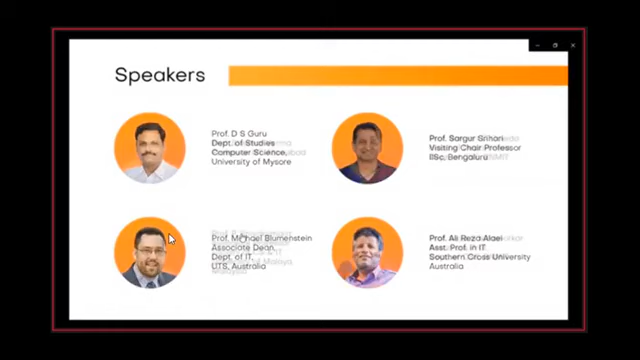 Speakers
Prof. D S Guru
Dept. of Studies
Computer Science,
University of Mysore
Prof. Sargur Srihari
Visiting Chair Professor
IISc, Bengaluru
Prof. Michael Blumenstein
Associate Dean,
Dept. of IT,
UTS, Australia
Prof. Ali Reza Alaei
Asst. Prof. in IT
Southern Cross University
Australia